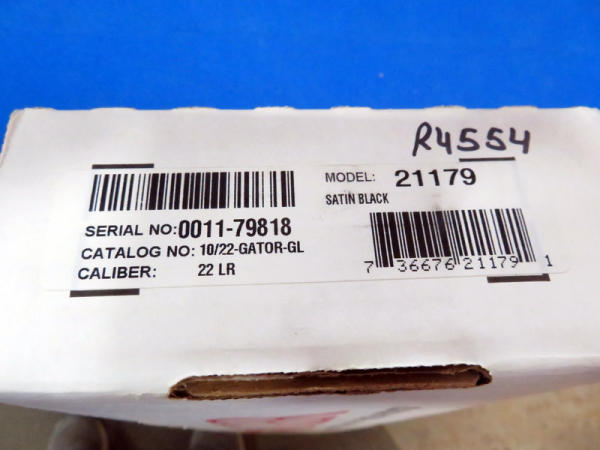 R4554
MODEL: 21179
SATIN BLACK
SERIAL NO:0011-79818
CATALOG NO: 10/22-GATOR-GL
CALIBER: 22 LR
7 36676 21179 1